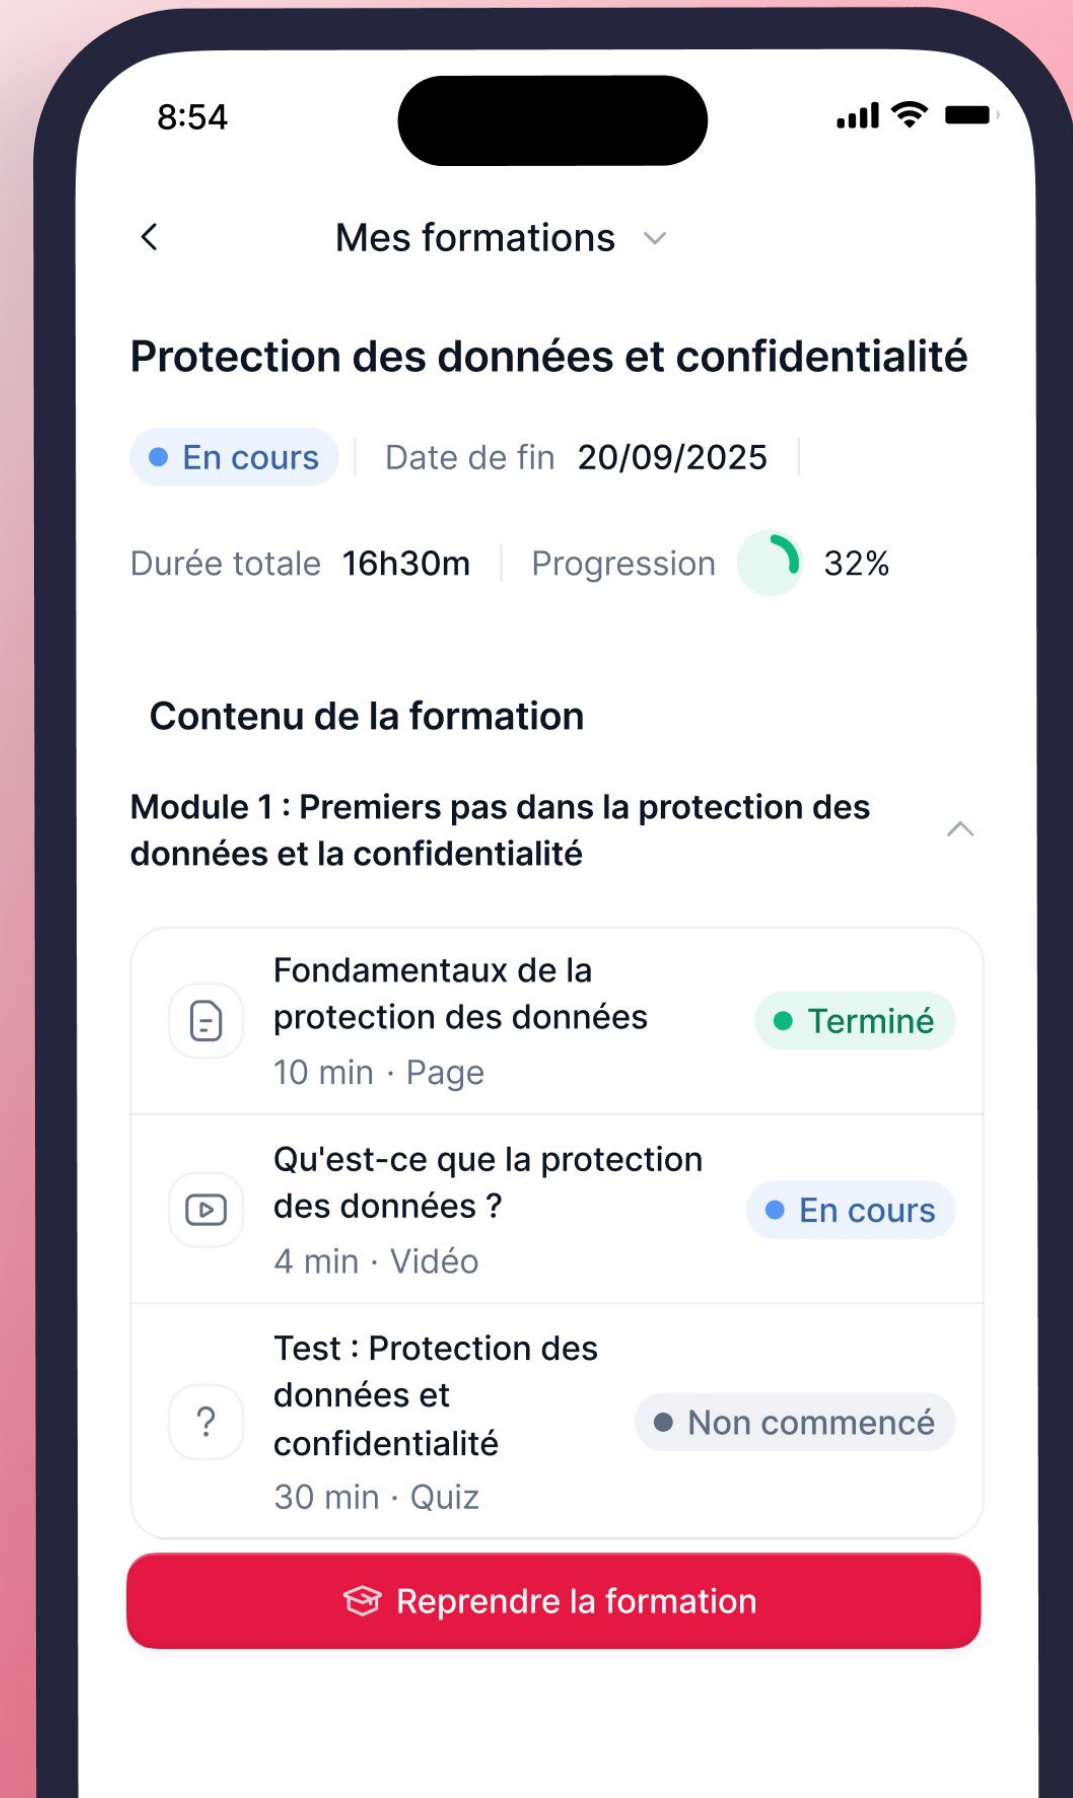 8:54
Mes formations
Protection des données et confidentialité
En cours
Date de fin 20/09/2025
Durée totale 16h30m
Progression 32%
Contenu de la formation
Module 1 : Premiers pas dans la protection des
données et la confidentialité
Fondamentaux de la
protection des données
10 min · Page
Terminé
Qu'est-ce que la protection
des données ?
4 min · Vidéo
En cours
Test : Protection des
données et
confidentialité
30 min · Quiz
Non commencé
Reprendre la formation